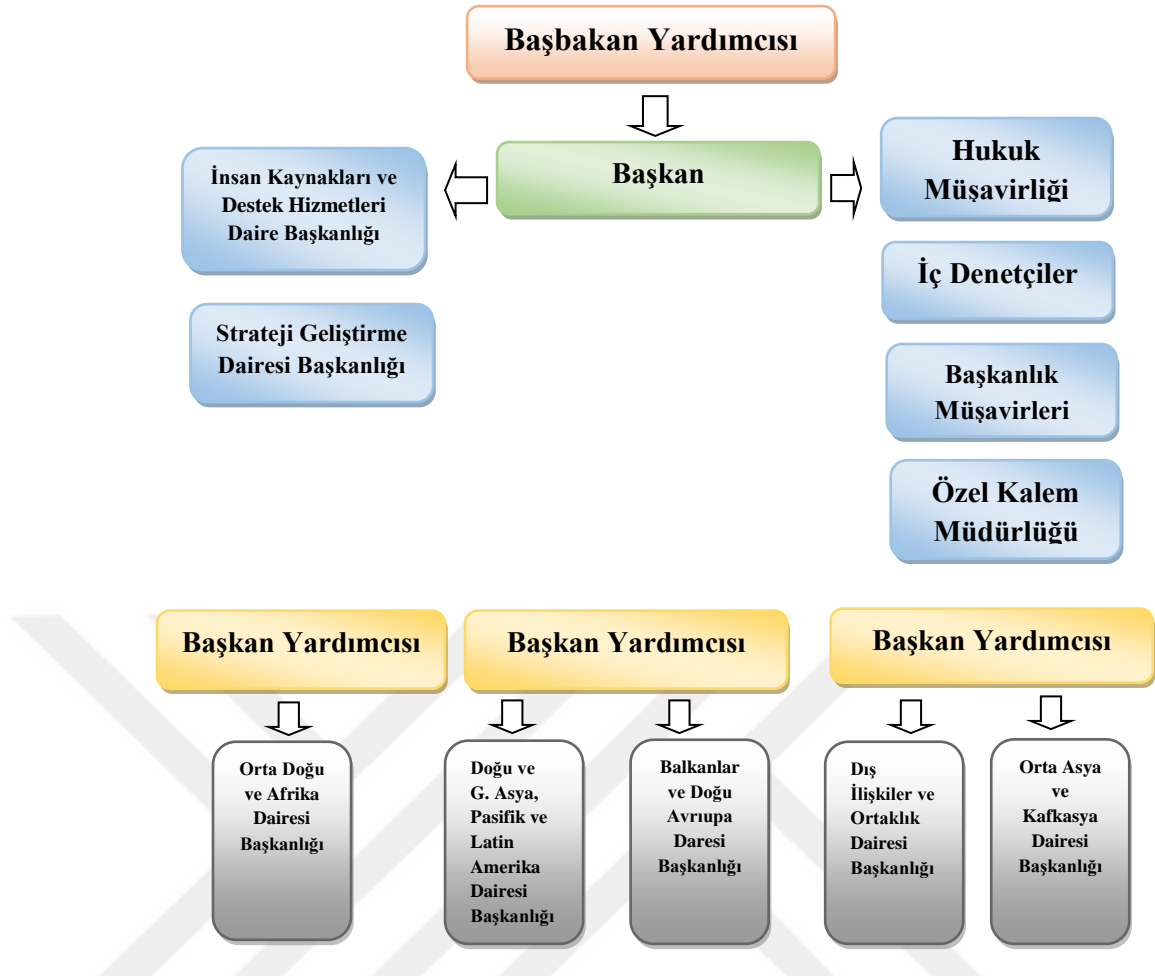 Başbakan Yardımcısı
Başkan
İnsan Kaynakları ve
Destek Hizmetleri
Daire Başkanlığı
Strateji Geliştirme
Dairesi Başkanlığı
Hukuk
Müşavirliği
İç Denetçiler
Başkanlık
Müşavirleri
Özel Kalem
Müdürlüğü
Başkan Yardımcısı
Başkan Yardımcısı
Başkan Yardımcısı
Orta Doğu
ve Afrika
Dairesi
Başkanlığı
Doğu ve
G. Asya,
Pasifik ve
Latin
Amerika
Dairesi
Başkanlığı
Balkanlar
ve Doğu
Avrıupa
Daresi
Başkanlığı
Dış
İlişkiler ve
Ortaklık
Dairesi
Başkanlığı
Orta Asya
ve
Kafkasya
Dairesi
Başkanlığı